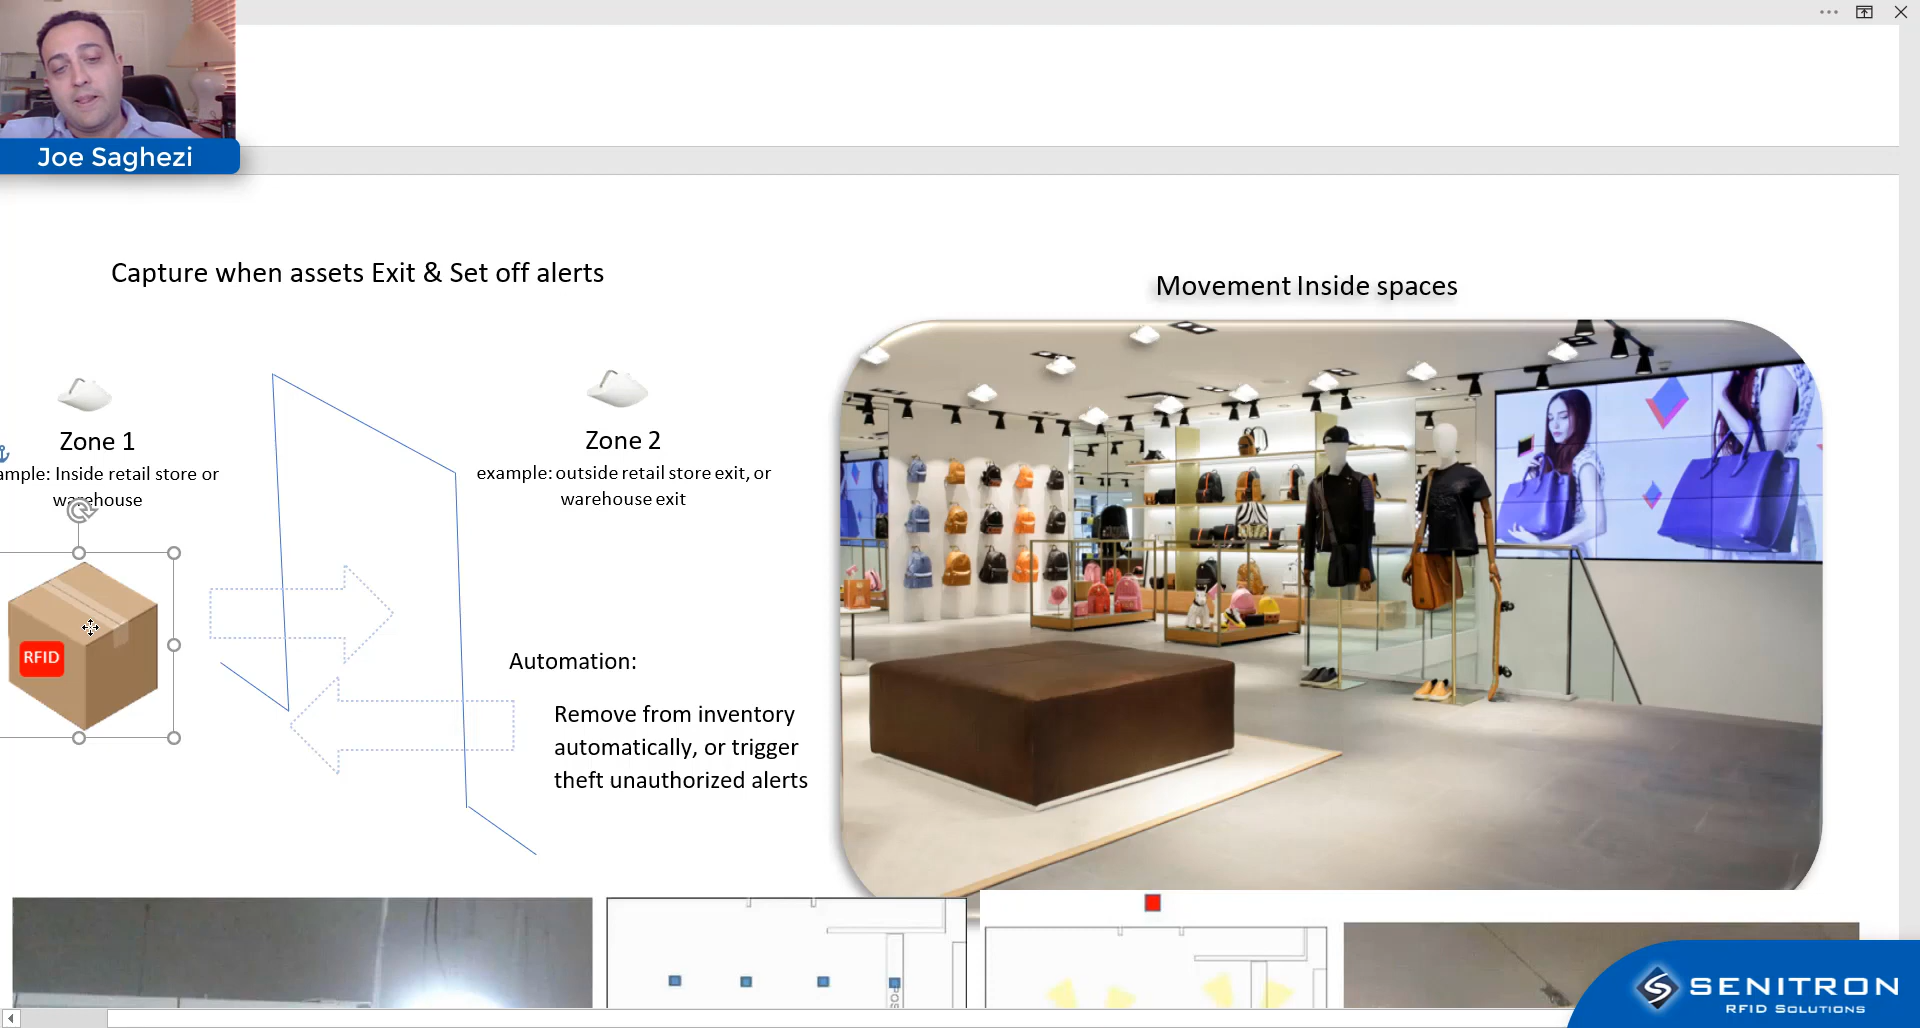 Joe Saghezi
Capture when assets Exit & Set off alerts
Movement Inside spaces
Zone 1
ample: Inside retail store or
warehouse
Zone 2
example: outside retail store exit, or
warehouse exit
RFID
Automation:
Remove from inventory
automatically, or trigger
theft unauthorized alerts
SENITRON
RFID SOLUTIONS